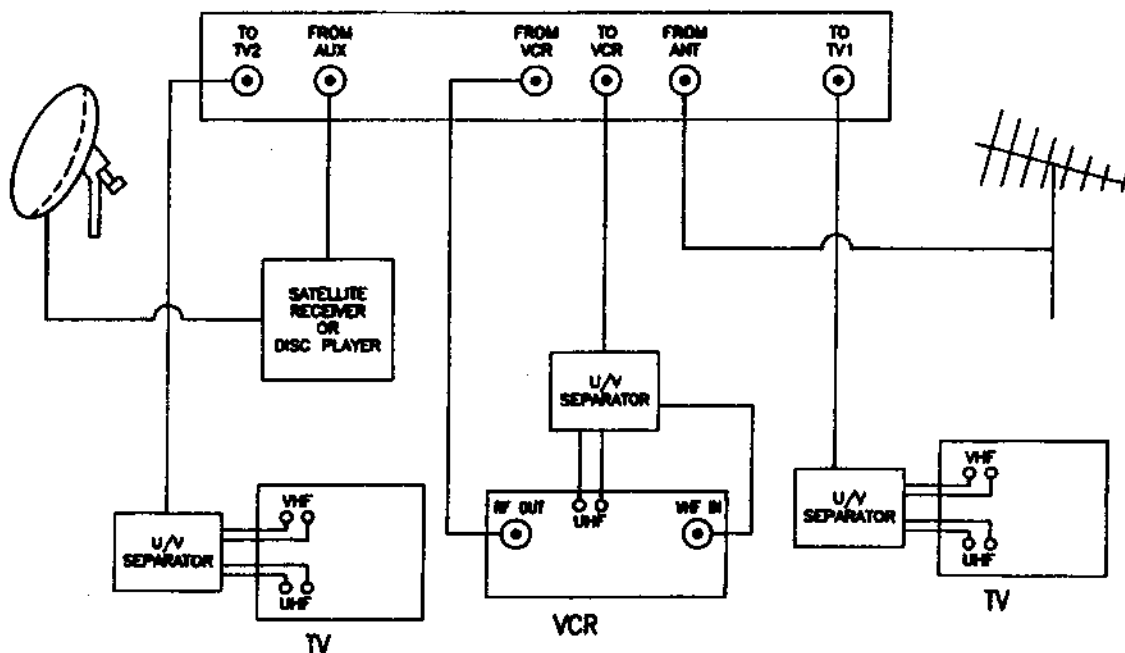 TO TV2
FROM AUX
FROM VCR
TO VCR
FROM ANT
TO TV1
SATELLITE
RECEIVER
OR
DISC PLAYER
U/V
SEPARATOR
VHF
UHF
U/V
SEPARATOR
TV
RF OUT
UHF
VHF IN
VCR
U/V
SEPARATOR
VHF
UHF
TV